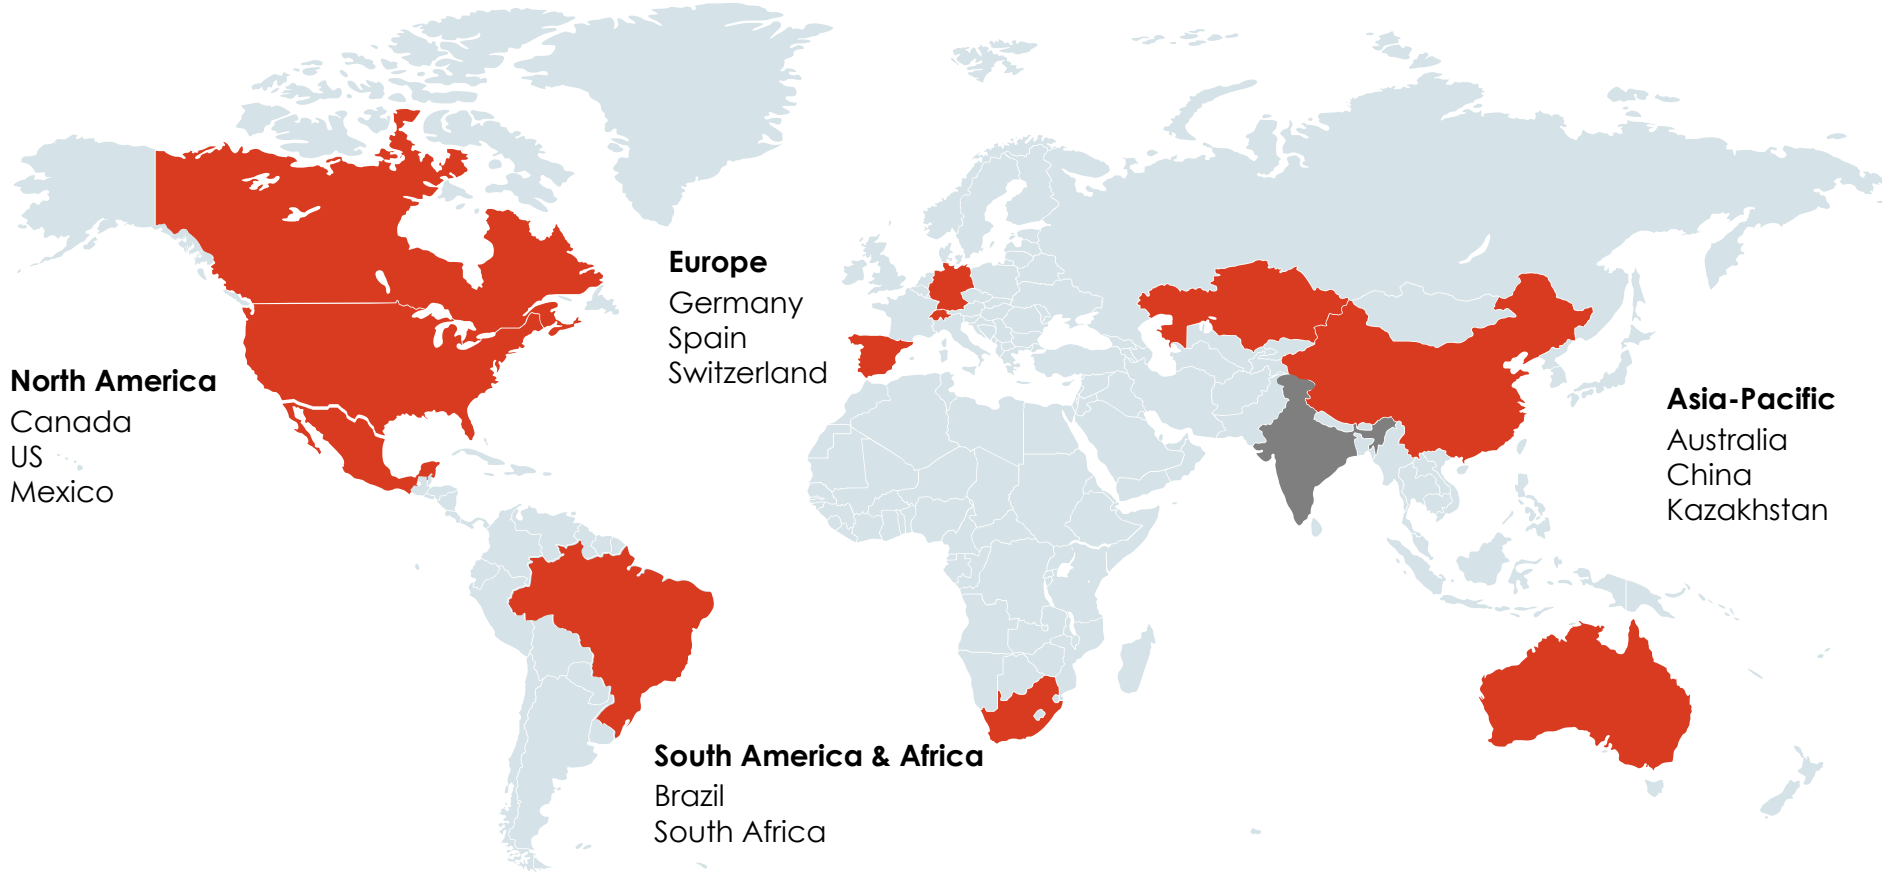 North America
Canada
US
Mexico
Europe
Germany
Spain
Switzerland
South America & Africa
Brazil
South Africa
Asia-Pacific
Australia
China
Kazakhstan